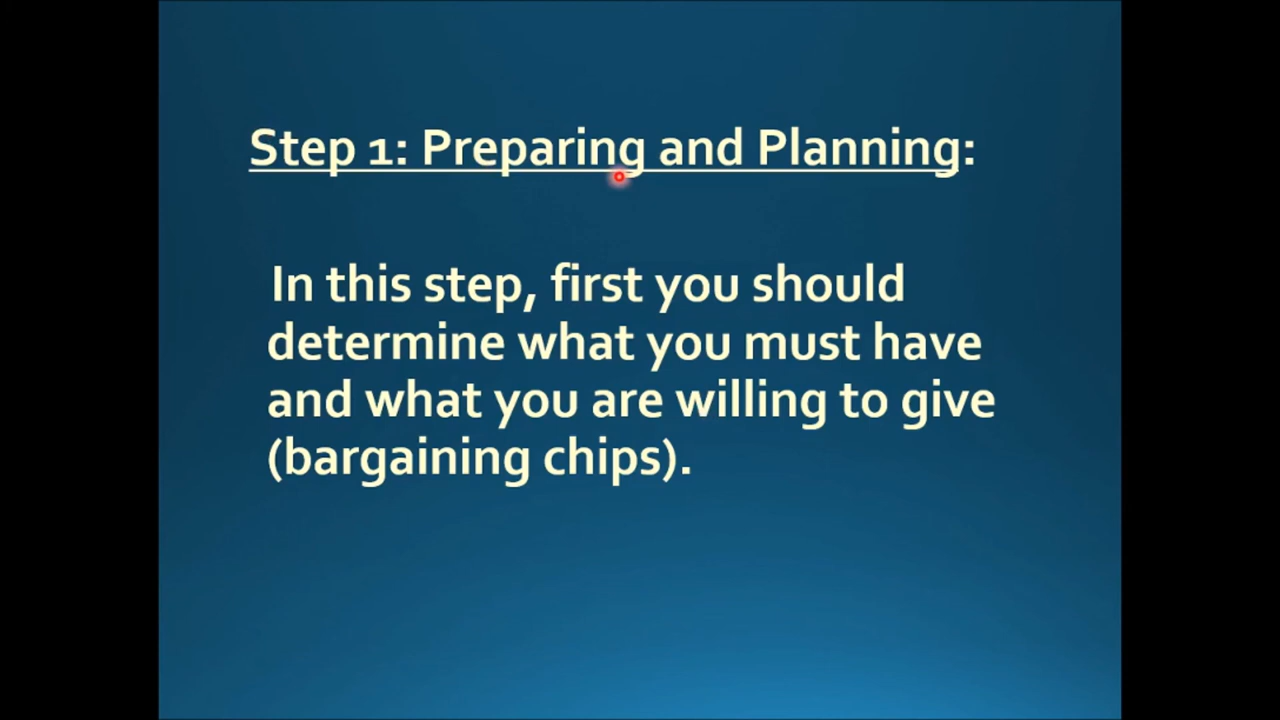 Step 1: Preparing and Planning:
In this step, first you should
determine what you must have
and what you are willing to give
(bargaining chips).